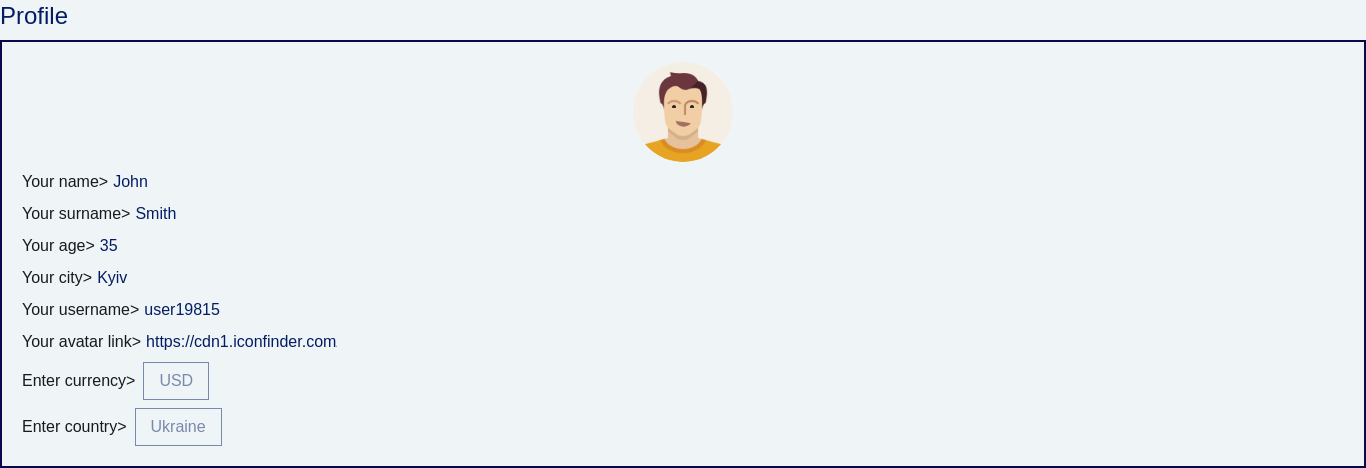 Profile
Your name> John
Your surname> Smith
Your age> 35
Your city> Kyiv
Your username> user19815
Your avatar link> https://cdn1.iconfinder.com
Enter currency> USD
Enter country> Ukraine